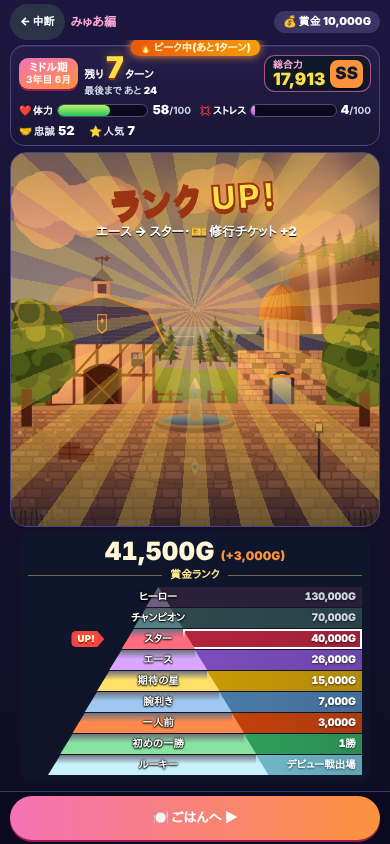 ← 中断
みゅあ編
💰 賞金 10,000G
🔥 ピーク中(あと1ターン)
ミドル期
3年目 6月
残り 7 ターン
最後まで あと 24
総合力
17,913 SS
❤️ 体力 58/100
💢 ストレス 4/100
🤝 忠誠 52
⭐ 人気 7
ランク UP!
エース → スター・🎫 修行チケット +2
41,500G (+3,000G)
賞金ランク
ヒーロー 130,000G
チャンピオン 70,000G
UP! スター 40,000G
エース 26,000G
期待の星 15,000G
腕利き 7,000G
一人前 3,000G
初めの一勝 1勝
ルーキー デビュー戦出場
🍽️ ごはんへ ▶